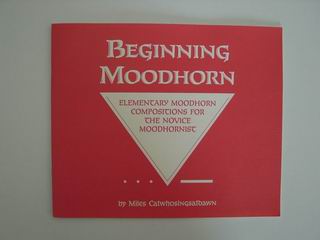 BEGINNING
MOODHORN
ELEMENTARY MOODHORN
COMPOSITIONS FOR
THE NOVICE
MOODHORNIST
by Miles Catwhosingsatdawn